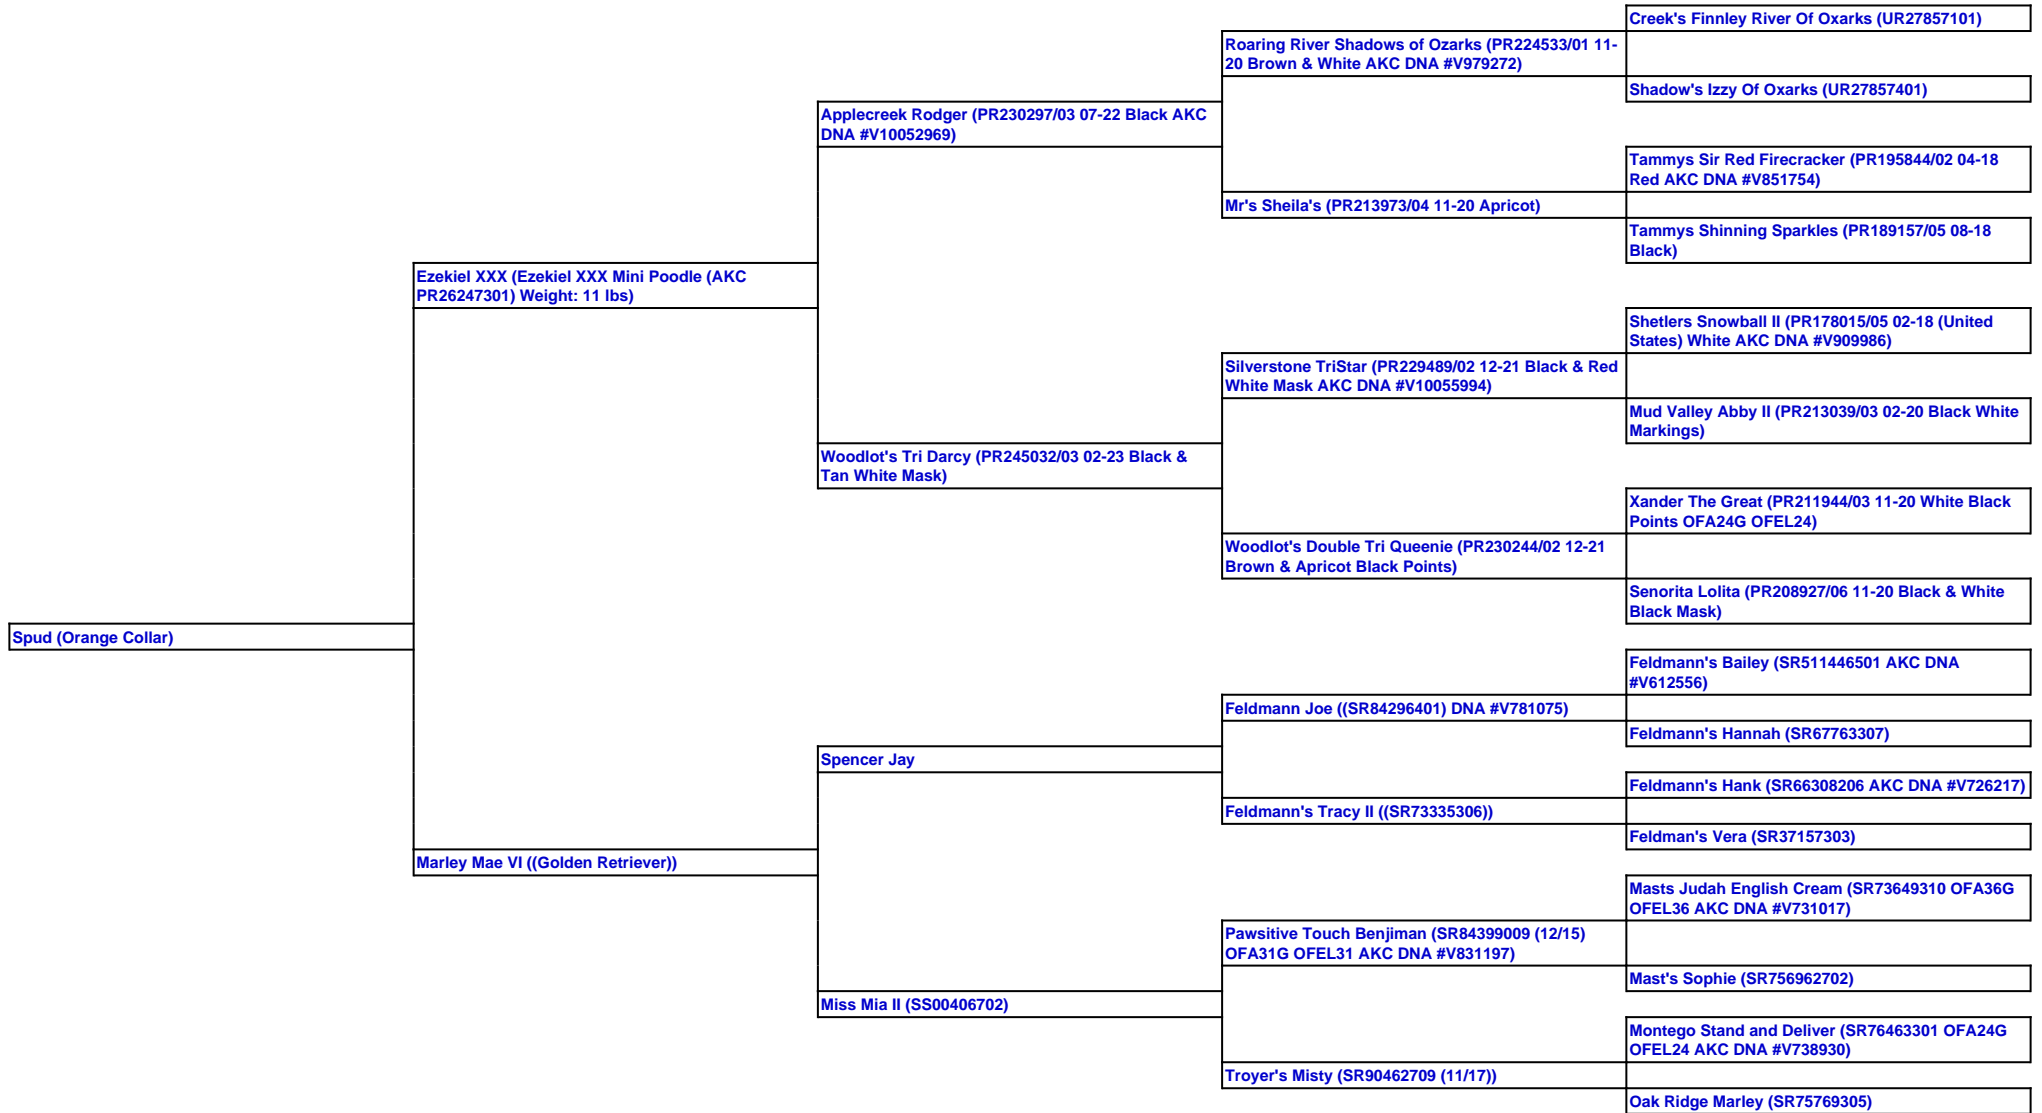 Creek's Finnley River Of Oxarks (UR27857101)
Roaring River Shadows of Ozarks (PR224533/01 11-
20 Brown & White AKC DNA #V979272)
Shadow's Izzy Of Oxarks (UR27857401)
Applecreek Rodger (PR230297/03 07-22 Black AKC
DNA #V10052969)
Tammys Sir Red Firecracker (PR195844/02 04-18
Red AKC DNA #V851754)
Mr's Sheila's (PR213973/04 11-20 Apricot)
Tammys Shinning Sparkles (PR189157/05 08-18
Black)
Ezekiel XXX (Ezekiel XXX Mini Poodle (AKC
PR26247301) Weight: 11 lbs)
Shetlers Snowball II (PR178015/05 02-18 (United
States) White AKC DNA #V909986)
Silverstone TriStar (PR229489/02 12-21 Black & Red
White Mask AKC DNA #V10055994)
Mud Valley Abby II (PR213039/03 02-20 Black White
Markings)
Woodlot's Tri Darcy (PR245032/03 02-23 Black &
Tan White Mask)
Xander The Great (PR211944/03 11-20 White Black
Points OFA24G OFEL24)
Woodlot's Double Tri Queenie (PR230244/02 12-21
Brown & Apricot Black Points)
Senorita Lolita (PR208927/06 11-20 Black & White
Black Mask)
Spud (Orange Collar)
Feldmann's Bailey (SR511446501 AKC DNA
#V612556)
Feldmann Joe ((SR84296401) DNA #V781075)
Feldmann's Hannah (SR67763307)
Spencer Jay
Feldmann's Hank (SR66308206 AKC DNA #V726217)
Feldmann's Tracy II ((SR73335306))
Feldman's Vera (SR37157303)
Marley Mae VI ((Golden Retriever))
Masts Judah English Cream (SR73649310 OFA36G
OFEL36 AKC DNA #V731017)
Pawsitive Touch Benjiman (SR84399009 (12/15)
OFA31G OFEL31 AKC DNA #V831197)
Mast's Sophie (SR756962702)
Miss Mia II (SS00406702)
Montego Stand and Deliver (SR76463301 OFA24G
OFEL24 AKC DNA #V738930)
Troyer's Misty (SR90462709 (11/17))
Oak Ridge Marley (SR75769305)